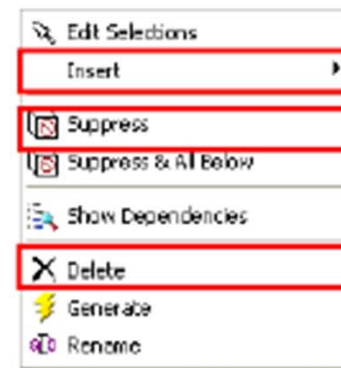 Edit Selections
Insert
Suppress
Suppress & All Below
Show Dependencies
Delete
Generate
Rename